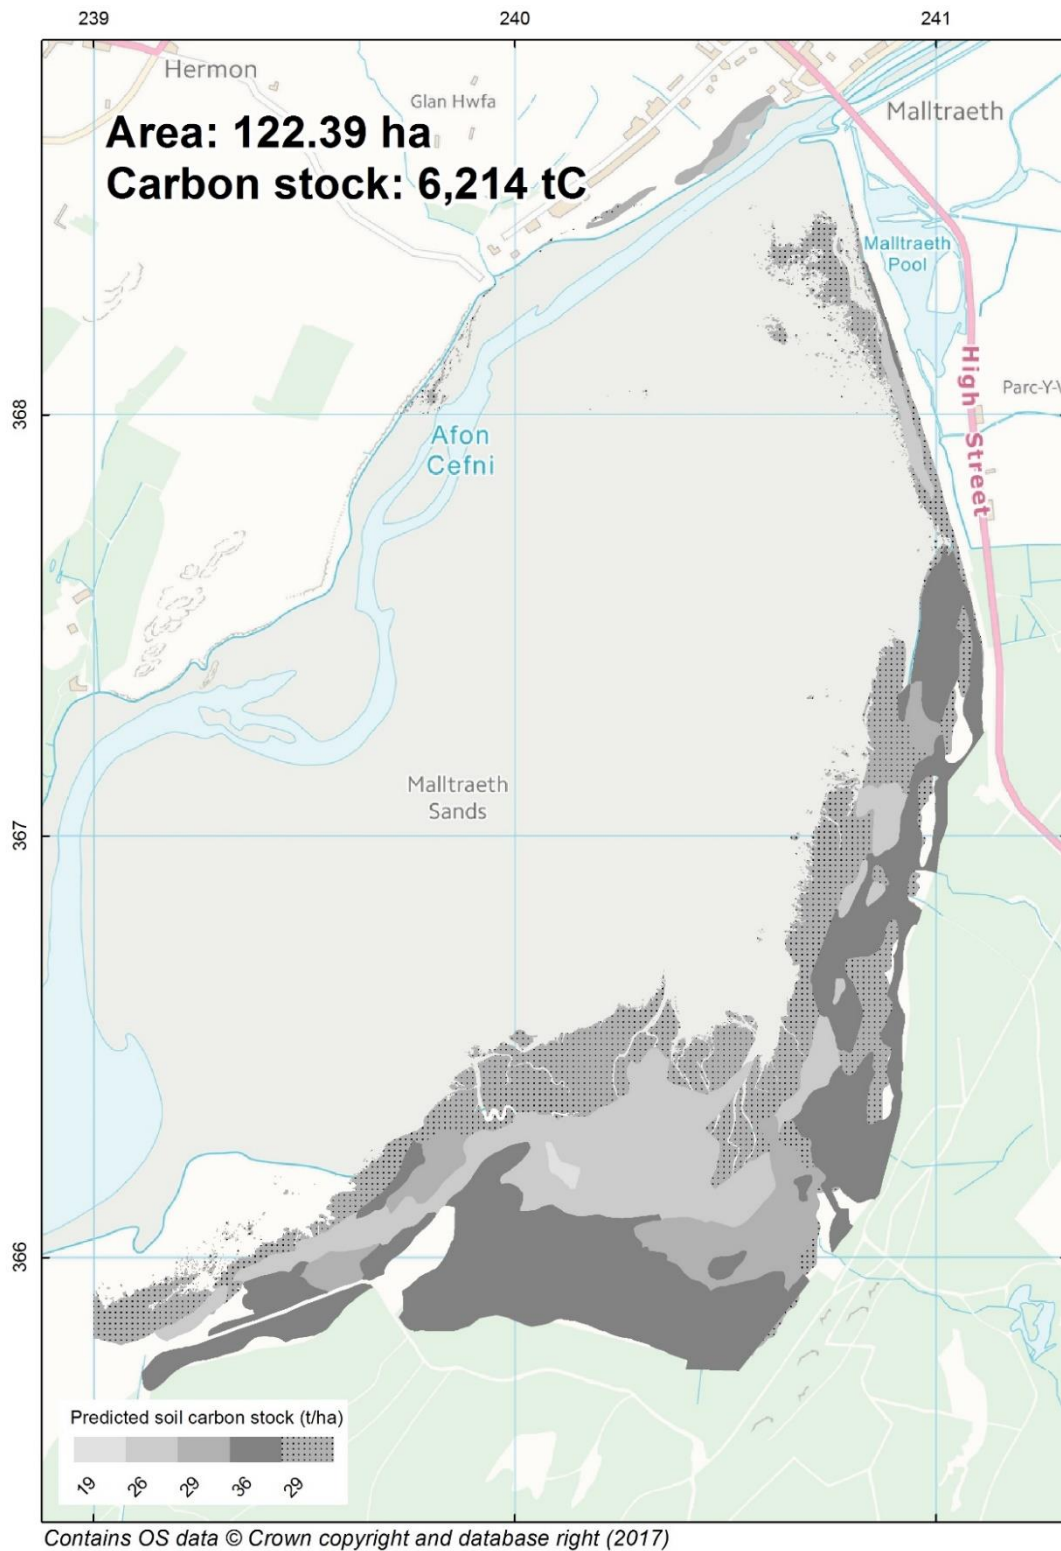 239
240
241
Hermon
Glan Hwfa
Malltraeth
Area: 122.39 ha
Carbon stock: 6,214 tC
Malltraeth
Pool
High Street
368
Afon
Cefni
Malltraeth
Sands
367
366
Predicted soil carbon stock (t/ha)
19
26
29
36
29
Contains OS data © Crown copyright and database right (2017)